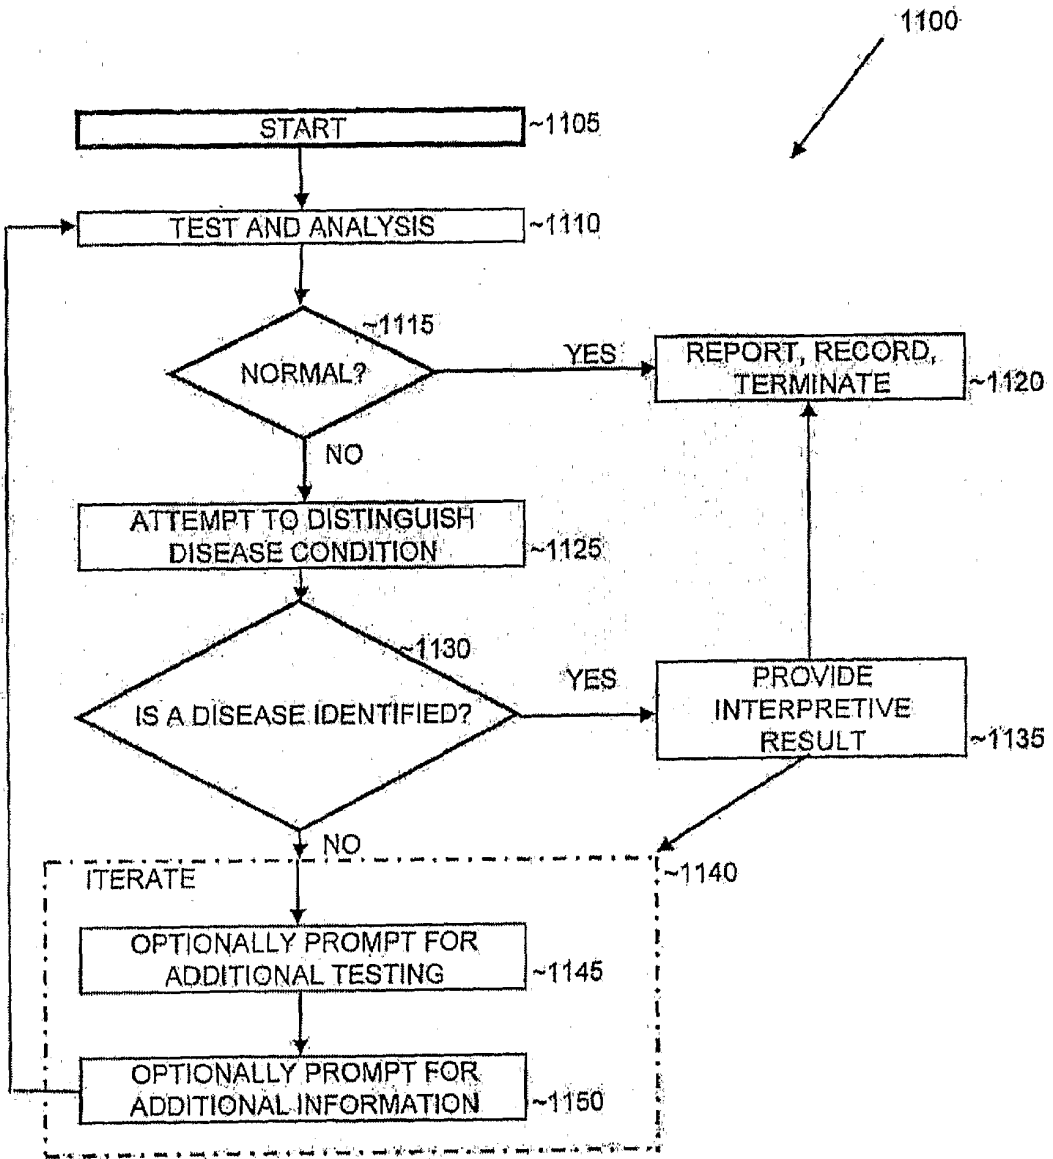 1100
START
~1105
TEST AND ANALYSIS
~1110
~1115
NORMAL?
YES
REPORT, RECORD,
TERMINATE
~1120
NO
ATTEMPT TO DISTINGUISH
DISEASE CONDITION
~1125
~1130
IS A DISEASE IDENTIFIED?
YES
PROVIDE
INTERPRETIVE
RESULT
~1135
NO
ITERATE
~1140
OPTIONALLY PROMPT FOR
ADDITIONAL TESTING
~1145
OPTIONALLY PROMPT FOR
ADDITIONAL INFORMATION
~1150